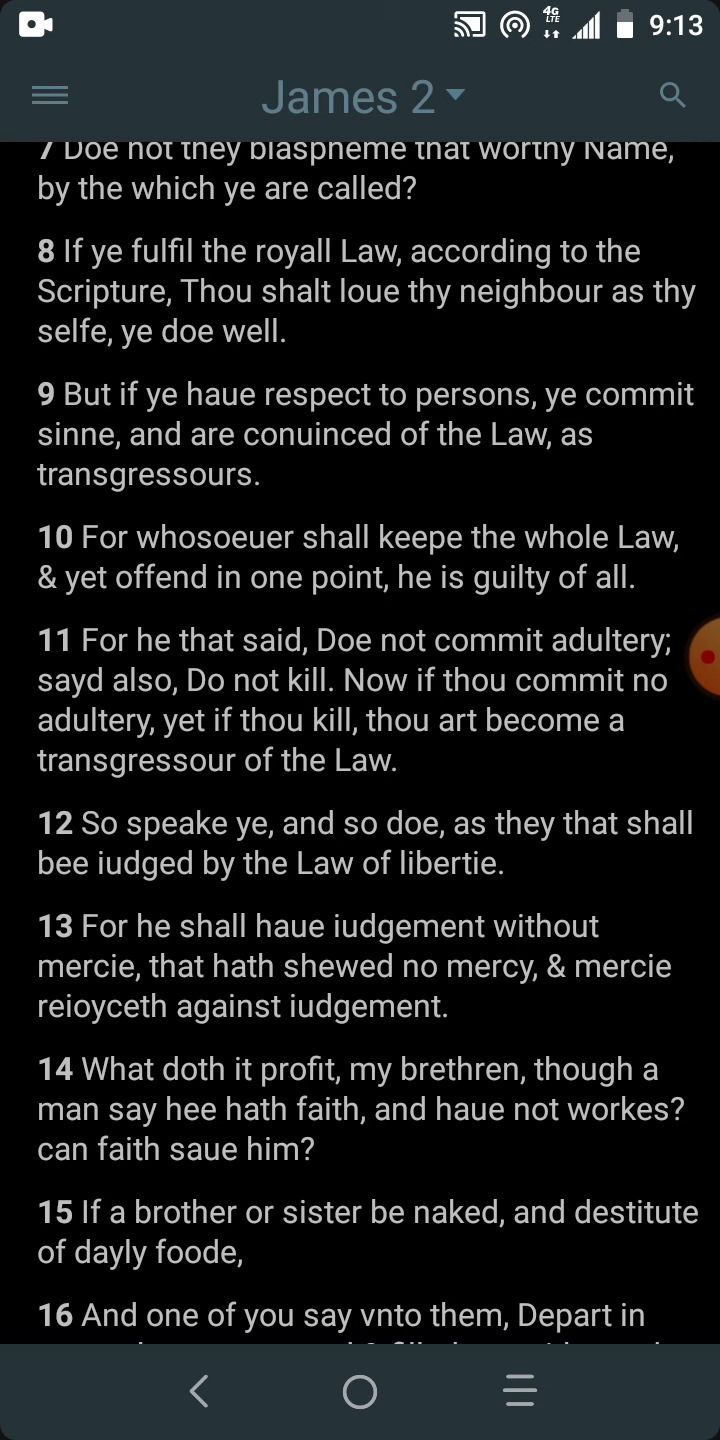 4G
LTE
9:13
James 2
7 Doe not they blaspheme that worthy Name,
by the which ye are called?
8 If ye fulfil the royall Law, according to the
Scripture, Thou shalt loue thy neighbour as thy
selfe, ye doe well.
9 But if ye haue respect to persons, ye commit
sinne, and are conuinced of the Law, as
transgressours.
10 For whosoeuer shall keepe the whole Law,
& yet offend in one point, he is guilty of all.
11 For he that said, Doe not commit adultery;
sayd also, Do not kill. Now if thou commit no
adultery, yet if thou kill, thou art become a
transgressour of the Law.
12 So speake ye, and so doe, as they that shall
bee iudged by the Law of libertie.
13 For he shall haue iudgement without
mercie, that hath shewed no mercy, & mercie
reioyceth against iudgement.
14 What doth it profit, my brethren, though a
man say hee hath faith, and haue not workes?
can faith saue him?
15 If a brother or sister be naked, and destitute
of dayly foode,
16 And one of you say vnto them, Depart in